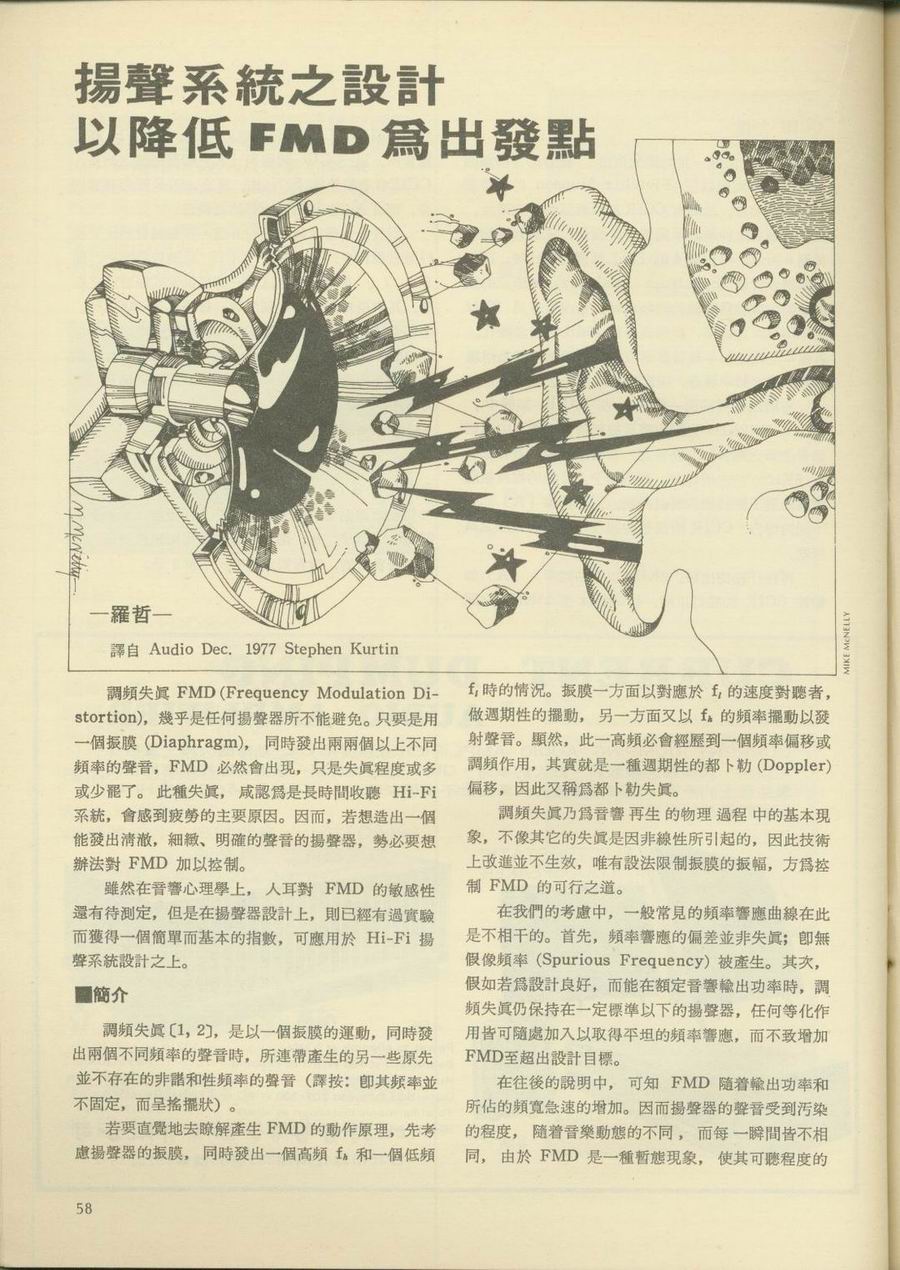 揚聲系統之設計
以降低 FMD 爲出發點
—羅哲—
譯自 Audio Dec. 1977 Stephen Kurtin
MIKE McNELLY
調頻失眞 FMD (Frequency Modulation Di-
stortion)，幾乎是任何揚聲器所不能避免。只要是用
一個振膜 (Diaphragm)， 同時發出兩兩個以上不同
頻率的聲音，FMD 必然會出現，只是失眞程度或多
或少罷了。 此種失眞， 咸認爲是長時間收聽 Hi-Fi
系統，會感到疲勞的主要原因。因而，若想造出一個
能發出淸澈，細緻、明確的聲音的揚聲器，勢必要想
辦法對 FMD 加以控制。
雖然在音響心理學上， 人耳對 FMD 的敏感性
還有待測定，但是在揚聲器設計上，則已經有過實驗
而獲得一個簡單而基本的指數，可應用於 Hi-Fi 揚
聲系統設計之上。
■簡介
調頻失眞〔1, 2〕，是以一個振膜的運動，同時發
出兩個不同頻率的聲音時，所連帶產生的另一些原先
並不存在的非諧和性頻率的聲音（譯按：卽其頻率並
不固定，而呈搖擺狀）。
若要直覺地去瞭解產生 FMD 的動作原理，先考
慮揚聲器的振膜， 同時發出一個高頻 fₕ 和一個低頻
fₗ 時的情況。振膜一方面以對應於 fₗ 的速度對聽者，
做週期性的擺動， 另一方面又以 fₕ 的頻率擺動以發
射聲音。顯然，此一高頻必會經歷到一個頻率偏移或
調頻作用，其實就是一種週期性的都卜勒 (Doppler)
偏移，因此又稱爲都卜勒失眞。
調頻失眞乃爲音響 再生 的物理 過程 中的基本現
象，不像其它的失眞是因非線性所引起的，因此技術
上改進並不生效，唯有設法限制振膜的振幅，方爲控
制 FMD 的可行之道。
在我們的考慮中，一般常見的頻率響應曲線在此
是不相干的。首先，頻率響應的偏差並非失眞；卽無
假像頻率 (Spurious Frequency) 被產生。其次，
假如若爲設計良好，而能在額定音響輸出功率時，調
頻失眞仍保持在一定標準以下的揚聲器，任何等化作
用皆可隨處加入以取得平坦的頻率響應，而不致增加
FMD至超出設計目標。
在往後的說明中， 可知 FMD 隨着輸出功率和
所佔的頻寬急速的增加。因而揚聲器的聲音受到汚染
的程度， 隨着音樂動態的不同 ， 而每 一瞬間皆不相
同， 由於 FMD 是一種暫態現象， 使其可聽程度的
58